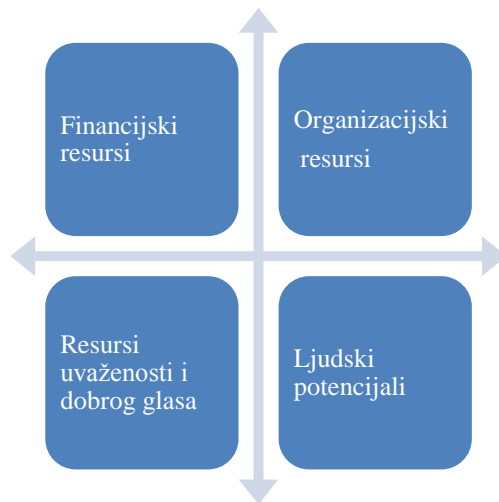 Financijski
resursi
Organizacijski
resursi
Resursi
uvaženosti i
dobrog glasa
Ljudski
potencijali